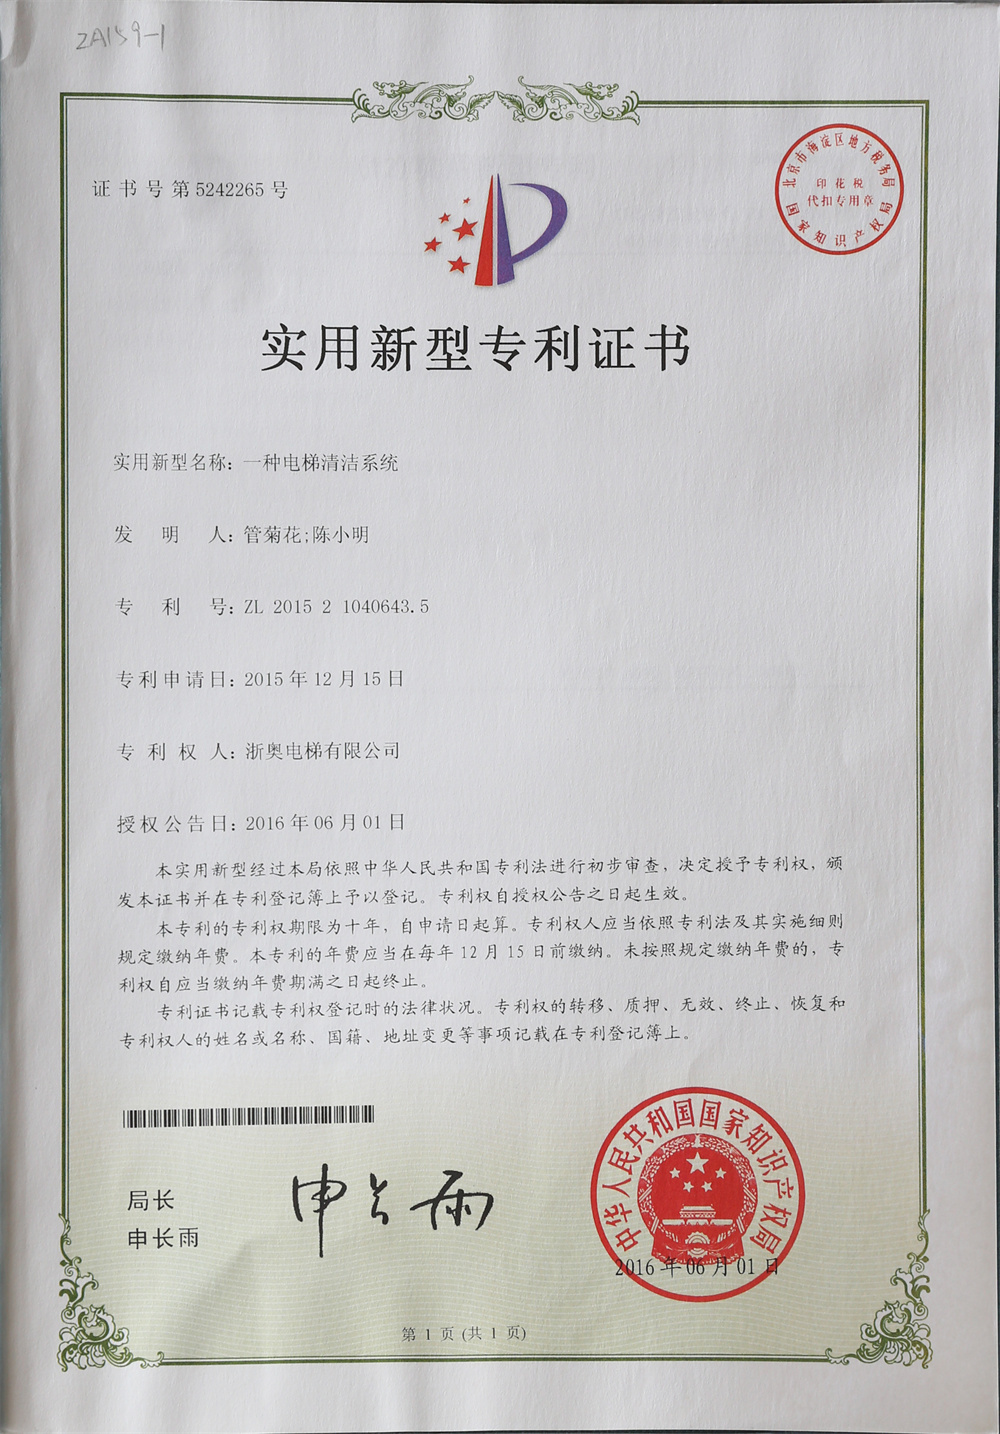 ZA159-1
证书号第5242265号
北京市海淀区地方税务局
印花税
代扣专用章
国家知识产权局
实用新型专利证书
实用新型名称：一种电梯清洁系统
发明人：管菊花;陈小明
专利号：ZL 2015 2 1040643.5
专利申请日：2015年12月15日
专利权人：浙奥电梯有限公司
授权公告日：2016年06月01日
本实用新型经过本局依照中华人民共和国专利法进行初步审查，决定授予专利权，颁
发本证书并在专利登记簿上予以登记。专利权自授权公告之日起生效。
本专利的专利权期限为十年，自申请日起算。专利权人应当依照专利法及其实施细则
规定缴纳年费。本专利的年费应当在每年12月15日前缴纳。未按照规定缴纳年费的，专
利权自应当缴纳年费期满之日起终止。
专利证书记载专利权登记时的法律状况。专利权的转移、质押、无效、终止、恢复和
专利权人的姓名或名称、国籍、地址变更等事项记载在专利登记簿上。
局长
申长雨
申长雨
中华人民共和国国家知识产权局
2016年06月01日
第1页(共1页)